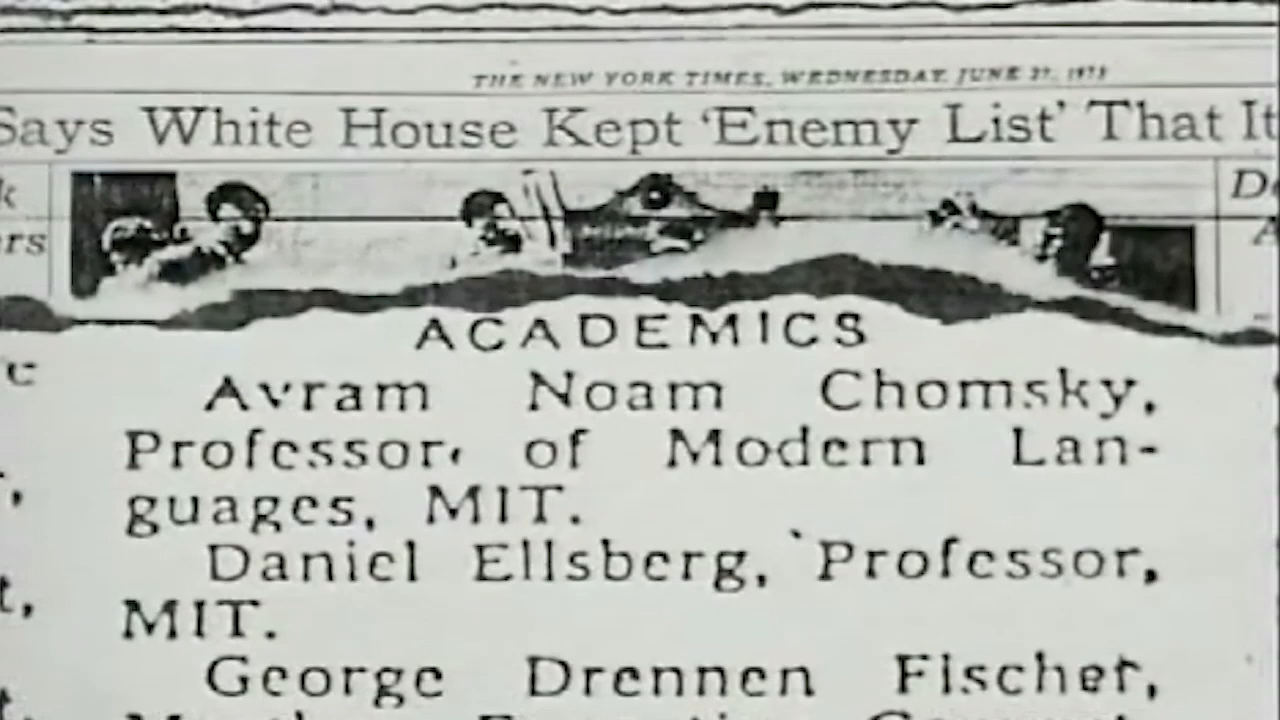 THE NEW YORK TIMES, WEDNESDAY, JUNE 27, 1973
Says White House Kept 'Enemy List' That It
ACADEMICS
Avram Noam Chomsky,
Professor, of Modern Lan-
guages, MIT.
Daniel Ellsberg, Professor,
MIT.
George Drennen Fischer,